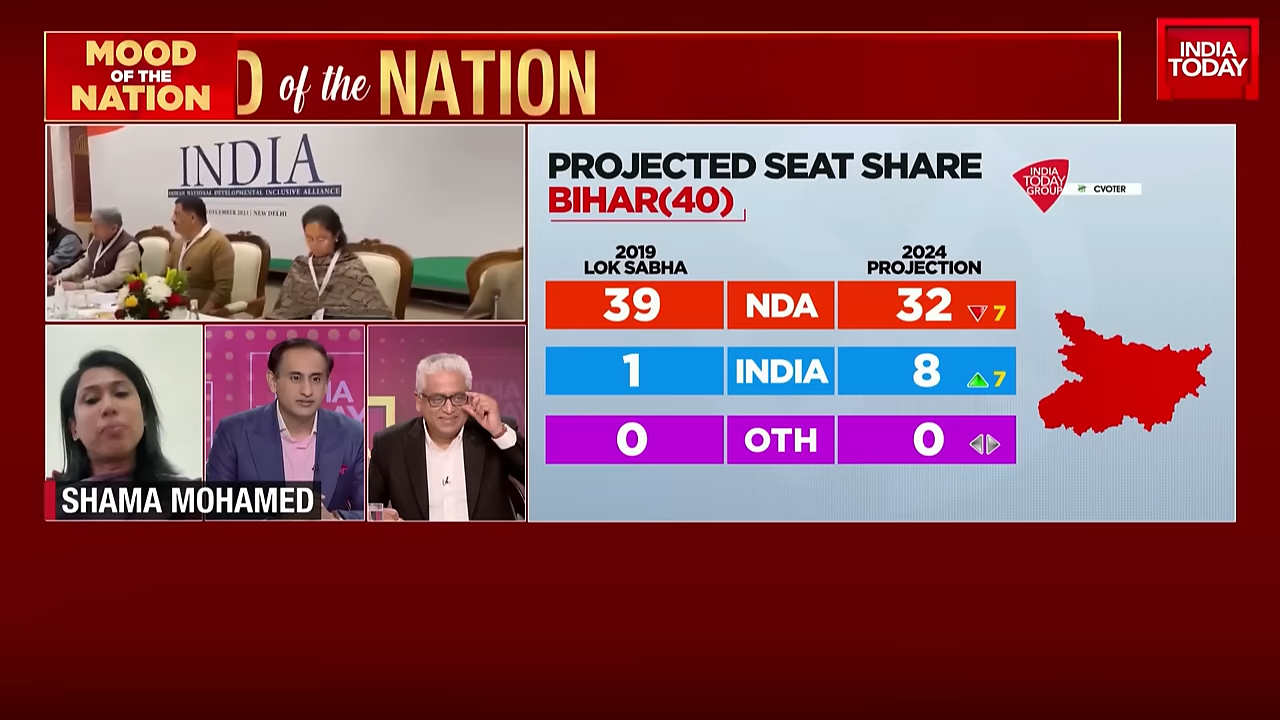 MOOD
OF THE
NATION
D of the NATION
INDIA
TODAY
INDIA
INDIAN NATIONAL DEVELOPMENTAL INCLUSIVE ALLIANCE
DECEMBER 2023 | NEW DELHI
PROJECTED SEAT SHARE
BIHAR(40)
INDIA
TODAY
GROUP
CVOTER
2019
LOK SABHA
2024
PROJECTION
39 NDA 32 7
1 INDIA 8 7
0 OTH 0
SHAMA MOHAMED